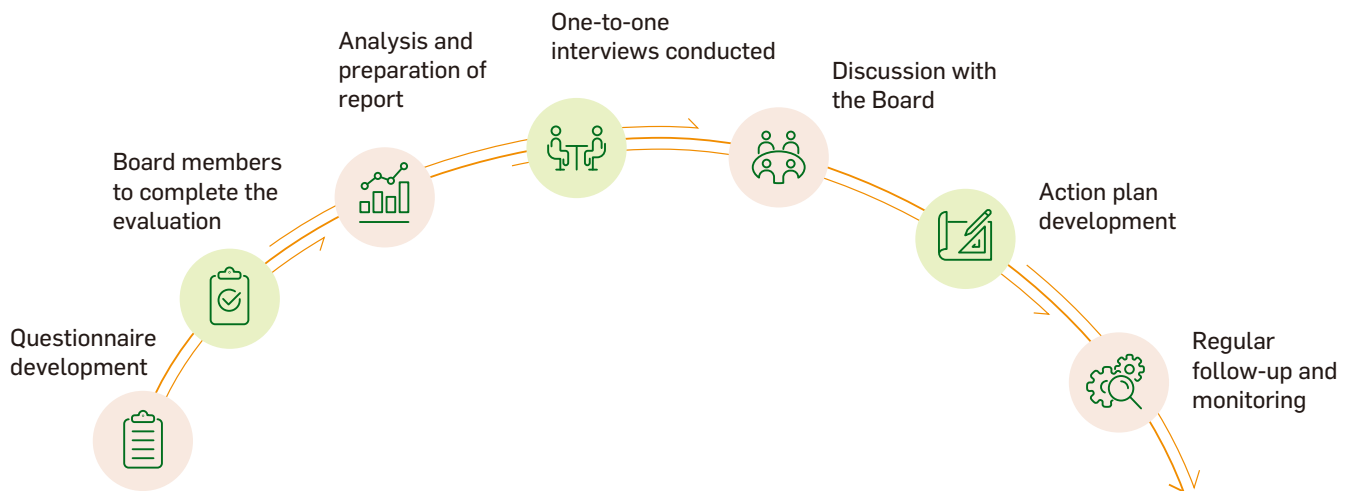 Questionnaire
development
Board members
to complete the
evaluation
Analysis and
preparation of
report
One-to-one
interviews conducted
Discussion with
the Board
Action plan
development
Regular
follow-up and
monitoring